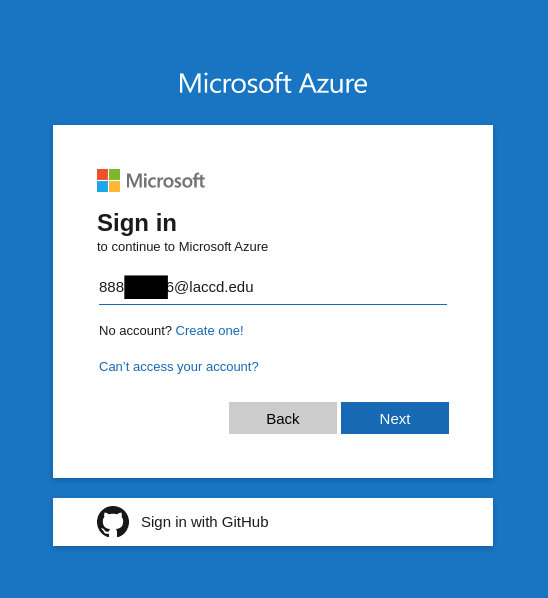 Microsoft Azure
Microsoft
Sign in
to continue to Microsoft Azure
888 6@laccd.edu
No account? Create one!
Can't access your account?
Back Next
Sign in with GitHub